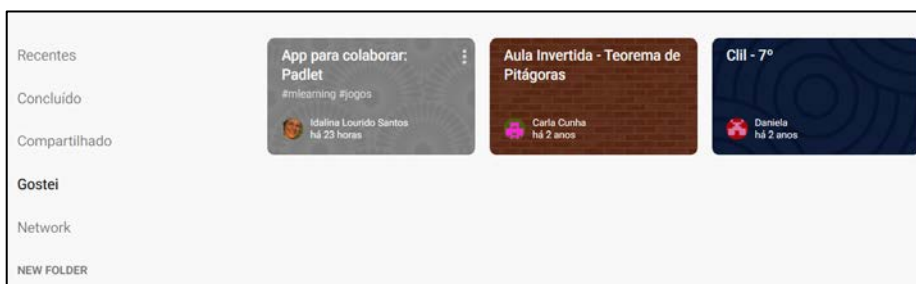 Recentes
Concluído
Compartilhado
Gostei
Network
NEW FOLDER
App para colaborar:
Padlet
#mlearning #jogos
Idalina Lourido Santos
há 23 horas
Aula Invertida - Teorema de
Pitágoras
Carla Cunha
há 2 anos
Clil - 7º
Daniela
há 2 anos